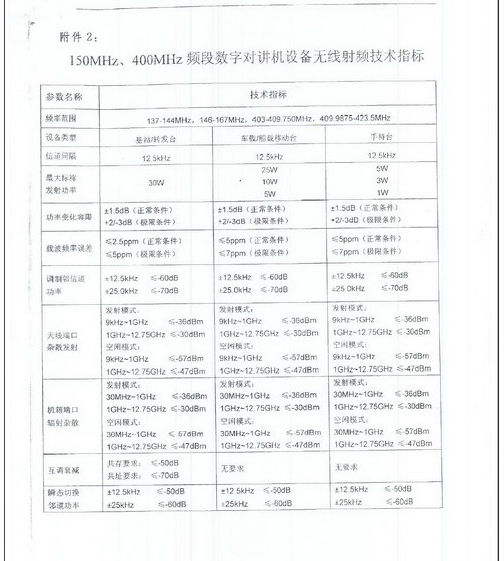 附件 2：
150MHz、400MHz 频段数字对讲机设备无线射频技术指标
参数名称 技术指标
频率范围 137-144MHz，146-167MHz，403-409.750MHz，409.9875-423.5MHz
设备类型 基站/转发台 车载/船载移动台 手持台
信道间隔 12.5kHz 12.5kHz 12.5kHz
最大标称发射功率 30W 25W 10W 5W 5W 3W 1W
功率变化容限 ±1.5dB（正常条件） ±1.5dB（正常条件） ±1.5dB（正常条件）
+2/-3dB（极限条件） +2/-3dB（极限条件） +2/-3dB（极限条件）
载波频率误差 ≤2.5ppm（正常条件） ≤5ppm（正常条件） ≤5ppm（正常条件）
≤5ppm（极限条件） ≤7ppm（极限条件） ≤7ppm（极限条件）
调制邻信道 ±12.5kHz ≤-60dB ±12.5kHz ≤-60dB ±12.5kHz ≤-60dB
功率 ±25.0kHz ≤-70dB ±25.0kHz ≤-70dB ±25.0kHz ≤-70dB
天线端口杂散发射
发射模式： 发射模式： 发射模式：
9kHz~1GHz ≤-36dBm 9kHz~1GHz ≤-36dBm 9kHz~1GHz ≤-36dBm
1GHz~12.75GHz ≤-30dBm 1GHz~12.75GHz ≤-30dBm 1GHz~12.75GHz ≤-30dBm
空闲模式： 空闲模式： 空闲模式：
9kHz~1GHz ≤-57dBm 9kHz~1GHz ≤-57dBm 9kHz~1GHz ≤-57dBm
1GHz~12.75GHz ≤-47dBm 1GHz~12.75GHz ≤-47dBm 1GHz~12.75GHz ≤-47dBm
机箱端口辐射杂散
发射模式： 发射模式： 发射模式：
30MHz~1GHz ≤-36dBm 30MHz~1GHz ≤-36dBm 30MHz~1GHz ≤-36dBm
1GHz~12.75GHz ≤-30dBm 1GHz~12.75GHz ≤-30dBm 1GHz~12.75GHz ≤-30dBm
空闲模式： 空闲模式： 空闲模式：
30MHz~1GHz ≤-57dBm 30MHz~1GHz ≤-57dBm 30MHz~1GHz ≤-57dBm
1GHz~12.75GHz ≤-47dBm 1GHz~12.75GHz ≤-47dBm 1GHz~12.75GHz ≤-47dBm
互调衰减 共存要求：≤-50dB 无要求 无要求
共址要求：≤-70dB
瞬态切换 ±12.5kHz ≤-50dB ±12.5kHz ≤-50dB ±12.5kHz ≤-50dB
邻道功率 ±25kHz ≤-60dB ±25kHz ≤-60dB ±25kHz ≤-60dB